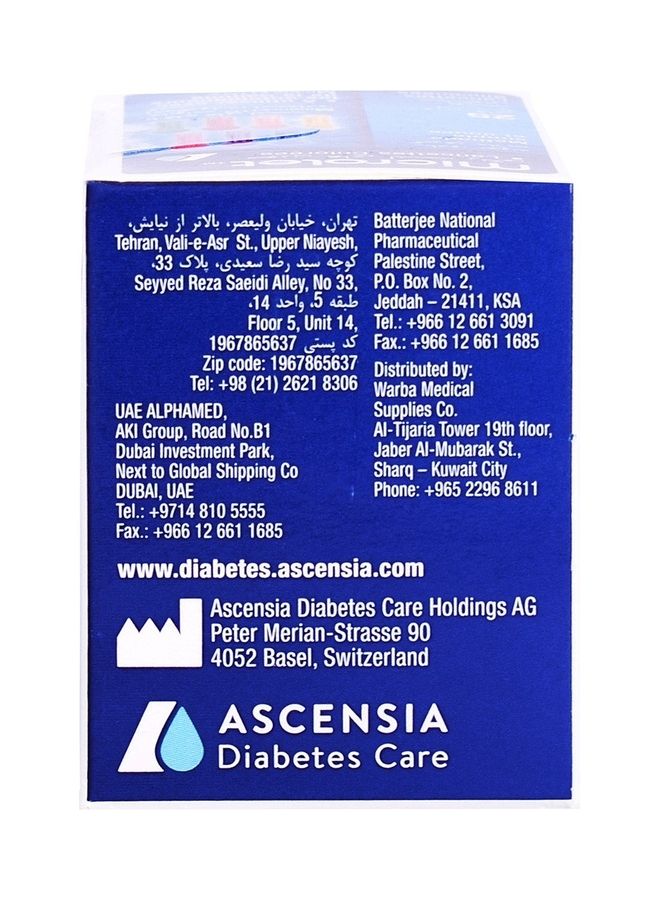 microlet
25
تهران، خیابان ولیعصر، بالاتر از نیایش،
Tehran, Vali-e-Asr St., Upper Niayesh,
کوچه سید رضا سعیدی، پلاک 33،
Seyyed Reza Saeidi Alley, No 33,
طبقه 5، واحد 14،
Floor 5, Unit 14,
کد پستی 1967865637
Zip code: 1967865637
Tel: +98 (21) 2621 8306
UAE ALPHAMED,
AKI Group, Road No.B1
Dubai Investment Park,
Next to Global Shipping Co
DUBAI, UAE
Tel.: +9714 810 5555
Fax.: +966 12 661 1685
Batterjee National
Pharmaceutical
Palestine Street,
P.O. Box No. 2,
Jeddah – 21411, KSA
Tel.: +966 12 661 3091
Fax.: +966 12 661 1685
Distributed by:
Warba Medical
Supplies Co.
Al-Tijaria Tower 19th floor,
Jaber Al-Mubarak St.,
Sharq – Kuwait City
Phone: +965 2296 8611
www.diabetes.ascensia.com
Ascensia Diabetes Care Holdings AG
Peter Merian-Strasse 90
4052 Basel, Switzerland
ASCENSIA
Diabetes Care